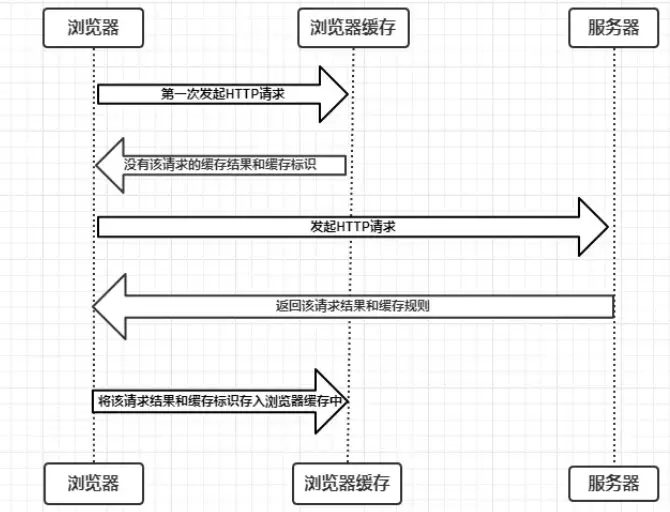 浏览器
浏览器缓存
服务器
第一次发起HTTP请求
没有该请求的缓存结果和缓存标识
发起HTTP请求
返回该请求结果和缓存规则
将该请求结果和缓存标识存入浏览器缓存中
浏览器
浏览器缓存
服务器